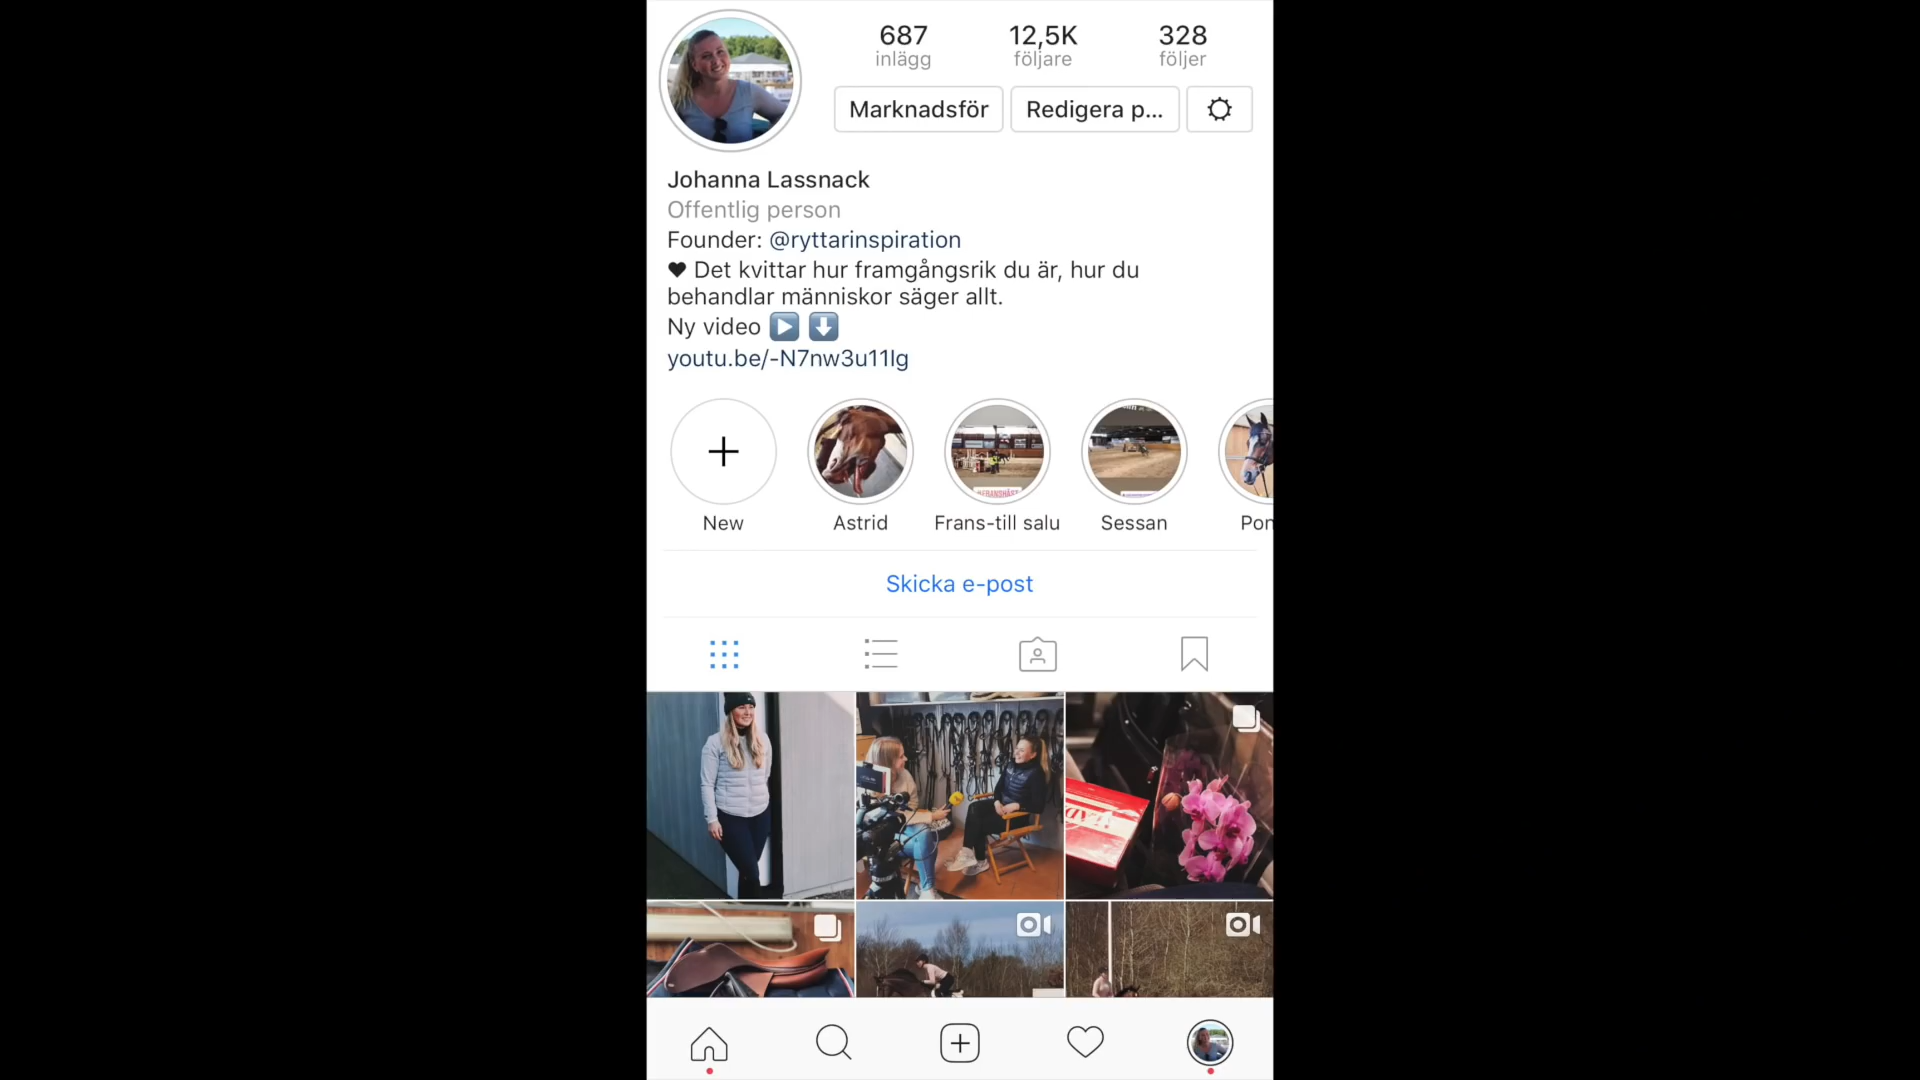 687 12,5K 328
inlägg följare följer
Marknadsför Redigera p...
Johanna Lassnack
Offentlig person
Founder: @ryttarinspiration
♥ Det kvittar hur framgångsrik du är, hur du
behandlar människor säger allt.
Ny video ▶️ ⬇️
youtu.be/-N7nw3u11Ig
New Astrid Frans-till salu Sessan Pon
Skicka e-post